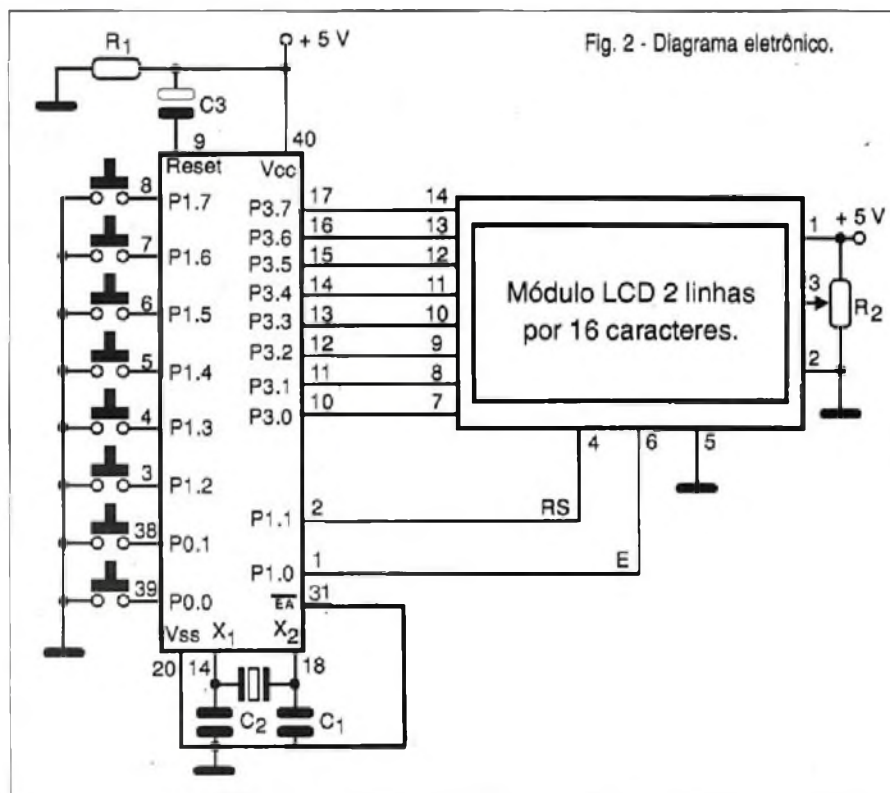 Fig. 2 - Diagrama eletrônico.
R1
+ 5 V
C3
9
40
Reset
Vcc
8
P1.7
P3.7
17
14
7
P1.6
P3.6
16
13
6
P1.5
P3.5
15
12
5
P1.4
P3.4
14
11
4
P1.3
P3.3
13
10
3
P1.2
P3.2
12
9
38
P0.1
P3.1
11
8
39
P0.0
P3.0
10
7
P1.1
2
RS
P1.0
1
E
EA
31
Vss
X1
X2
20
14
18
C2
C1
Módulo LCD 2 linhas
por 16 caracteres.
1
+ 5 V
3
R2
2
4
6
5